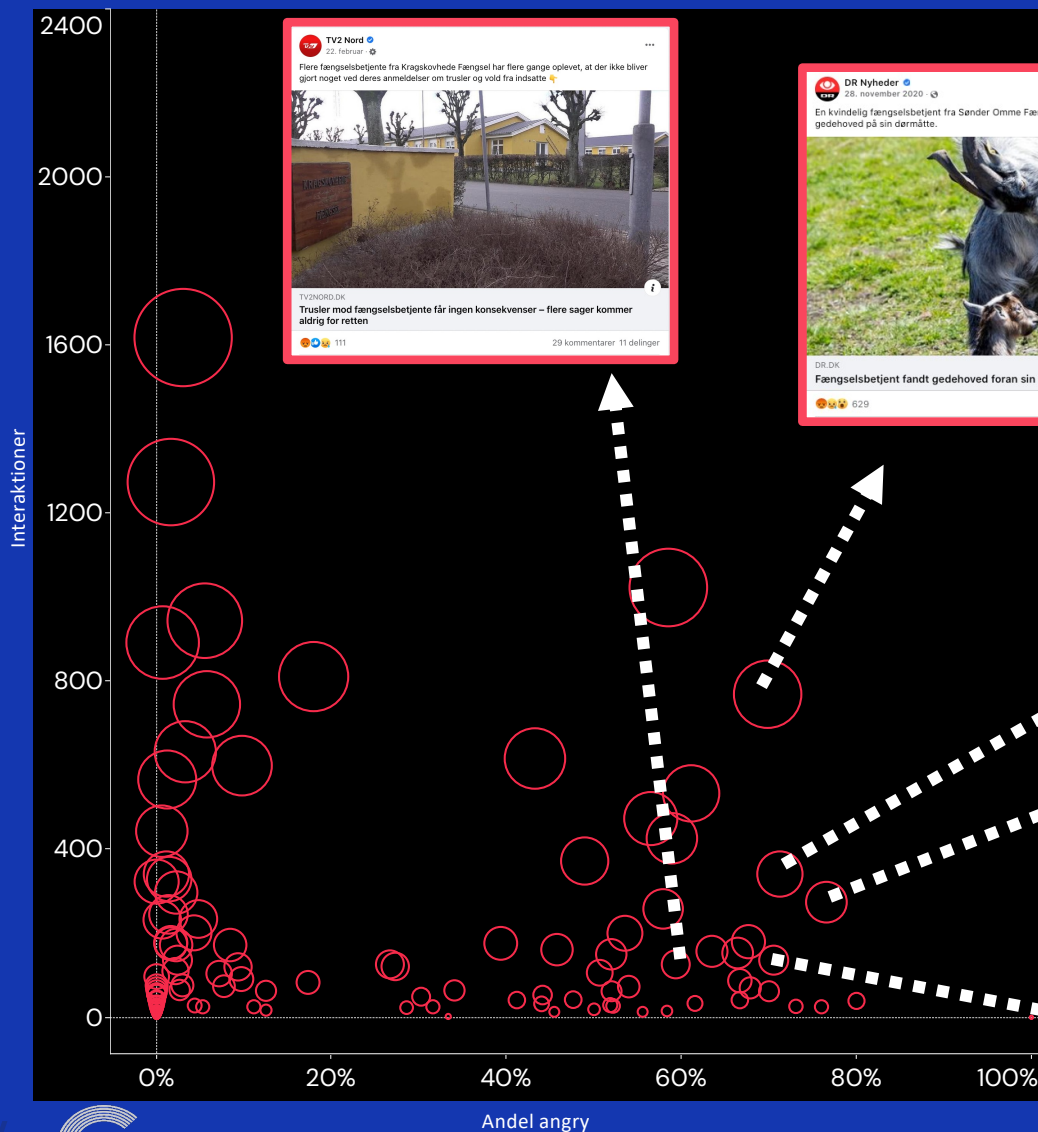 2400
2000
1600
1200
800
400
0
Interaktioner
0%
20%
40%
60%
80%
100%
Andel angry
TV2 Nord
22. februar
Flere fængselsbetjente fra Kragskovhede Fængsel har flere gange oplevet, at der ikke bliver
gjort noget ved deres anmeldelser om trusler og vold fra indsatte
TV2NORD.DK
Trusler mod fængselsbetjente får ingen konsekvenser – flere sager kommer
aldrig for retten
111
29 kommentarer 11 delinger
DR Nyheder
DR
28. november 2020
En kvindelig fængselsbetjent fra Sønder Omme Fæ
gedehoved på sin dørmåtte.
DR.DK
Fængselsbetjent fandt gedehoved foran sin
629